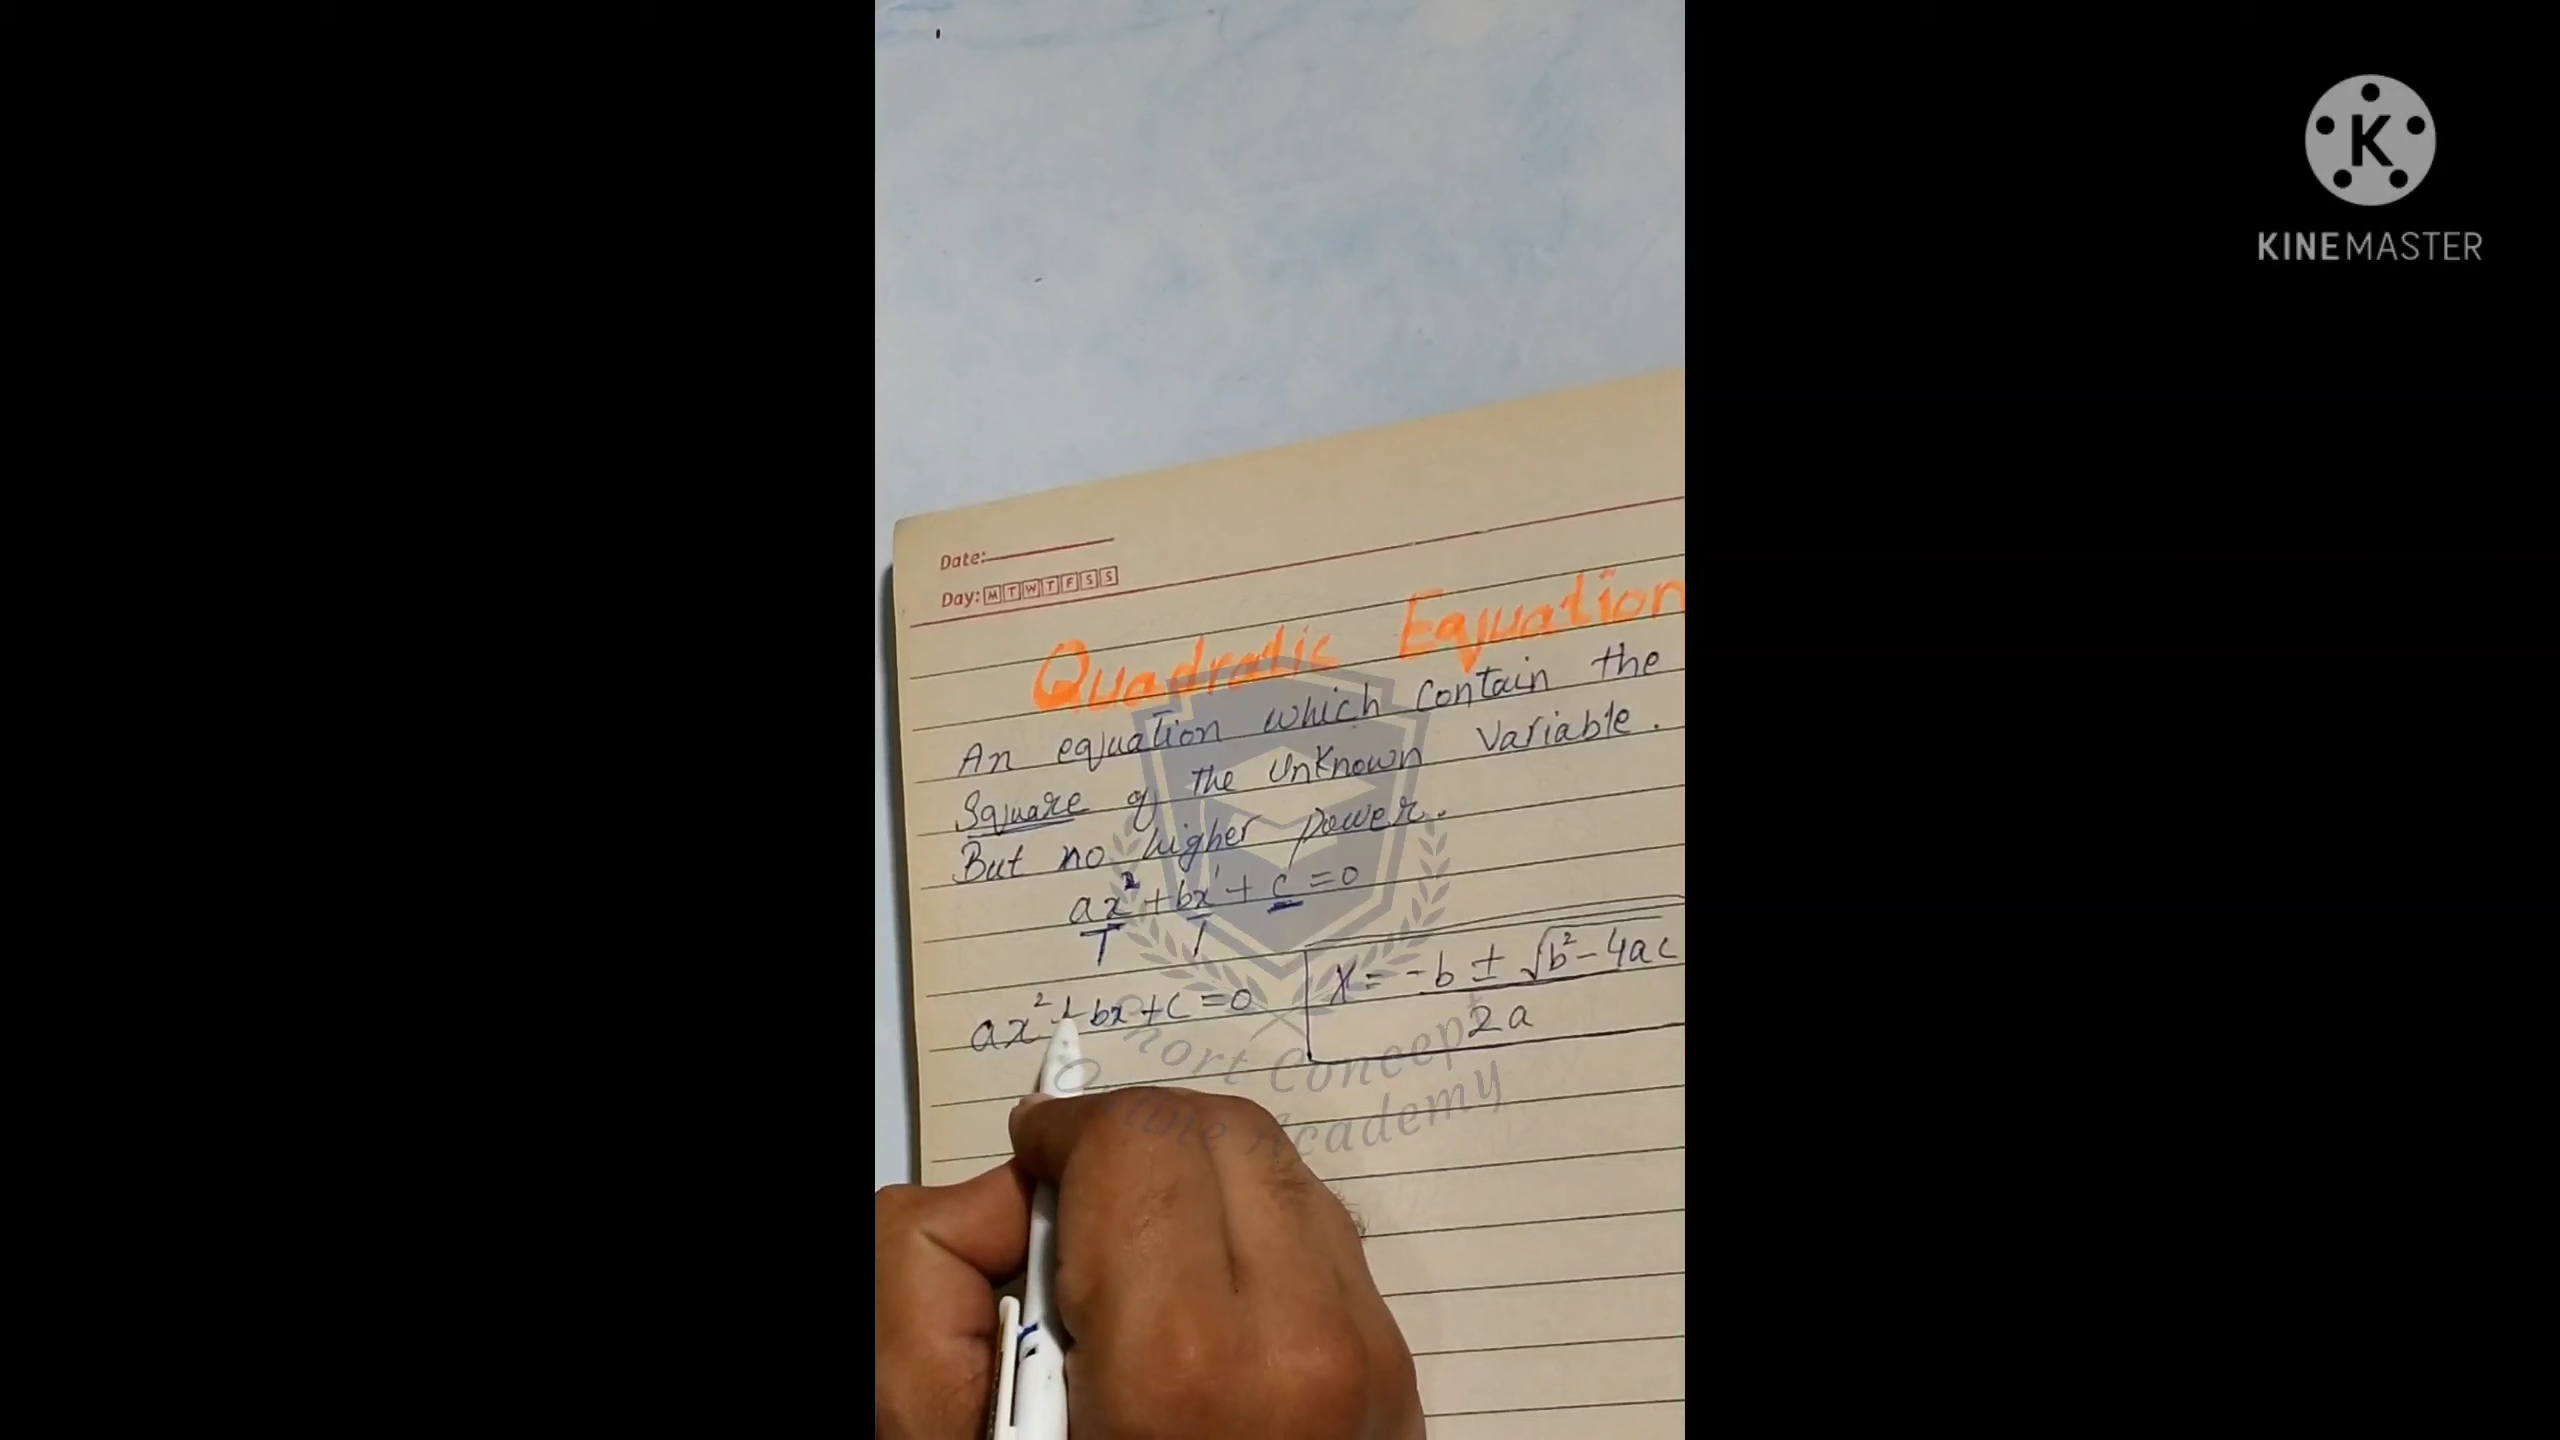 K
KINEMASTER
Date:
Day: M T W T F S S
Quadratic Equation
An equation which contain the
Square of the unknown variable.
But no higher power.
ax² + bx¹ + c = 0
ax² + bx + c = 0
x = -b ± √b² - 4ac
2a
Short Concept
Online Academy